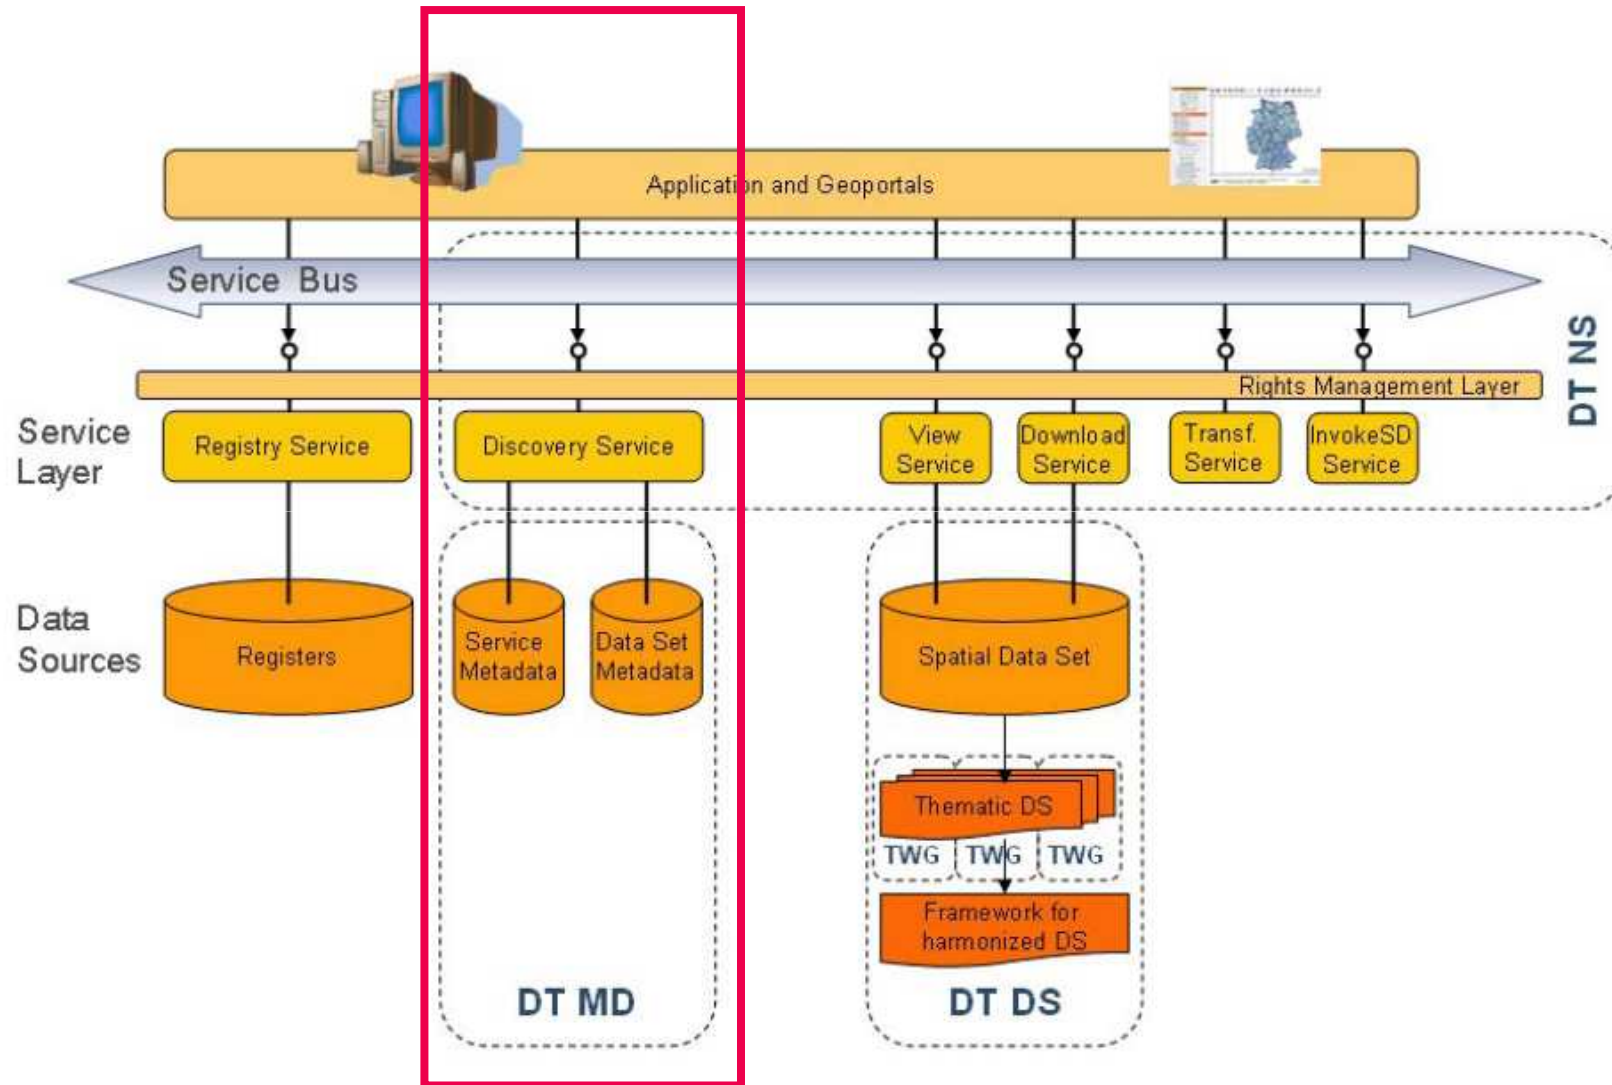 Application and Geoportals
Service Bus
DT NS
Rights Management Layer
Service
Layer
Registry Service
Discovery Service
View
Service
Download
Service
Transf.
Service
InvokeSD
Service
Data
Sources
Registers
Service
Metadata
Data Set
Metadata
Spatial Data Set
Thematic DS
TWG
TWG
TWG
Framework for
harmonized DS
DT MD
DT DS